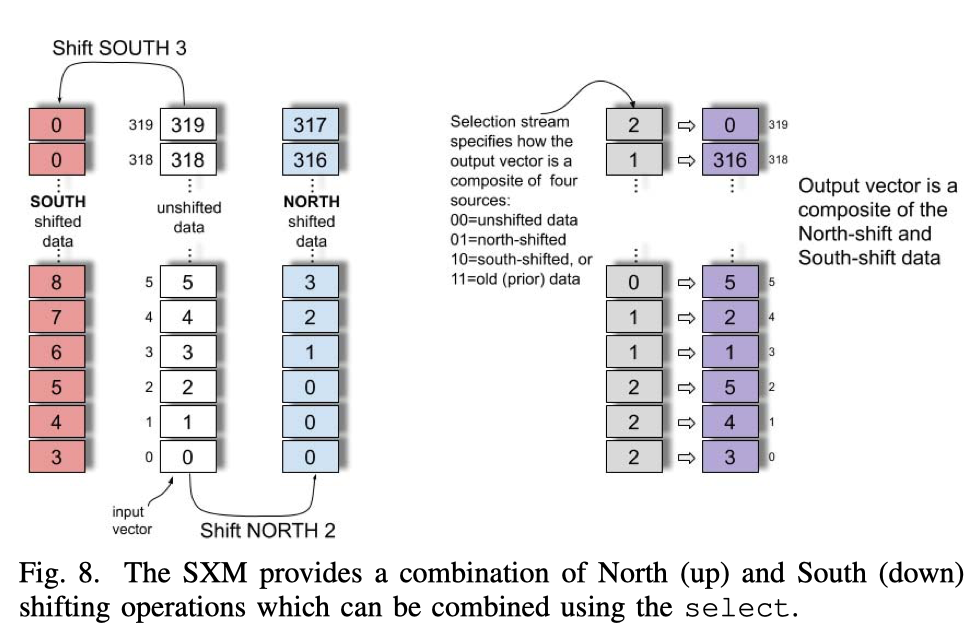 Shift SOUTH 3
0
0
SOUTH
shifted
data
8
7
6
5
4
3
319 319
318 318
unshifted
data
5 5
4 4
3 3
2 2
1 1
0 0
input
vector
317
316
NORTH
shifted
data
3
2
1
0
0
0
Shift NORTH 2
Selection stream
specifies how the
output vector is a
composite of four
sources:
00=unshifted data
01=north-shifted
10=south-shifted, or
11=old (prior) data
2 ⇨ 0 319
1 ⇨ 316 318
0 ⇨ 5 5
1 ⇨ 2 4
1 ⇨ 1 3
2 ⇨ 5 2
2 ⇨ 4 1
2 ⇨ 3 0
Output vector is a
composite of the
North-shift and
South-shift data
Fig. 8. The SXM provides a combination of North (up) and South (down)
shifting operations which can be combined using the select.